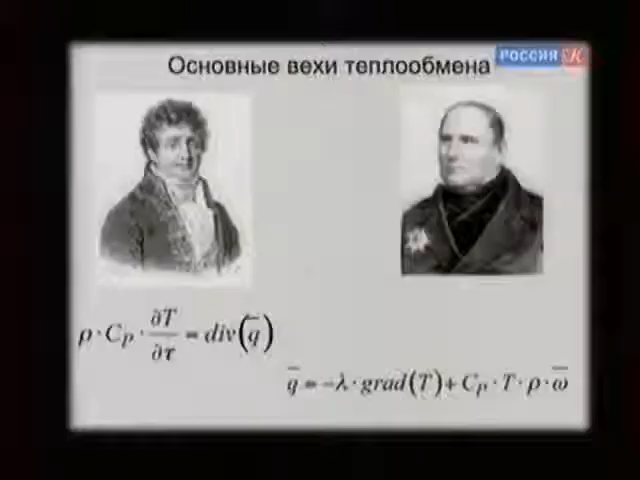 Основные вехи теплообмена
РОССИЯ К
ρ · Cp · ∂T/∂τ = div(q̅)
q̅ = −λ · grad(T) + Cp · T · ρ · ω̅